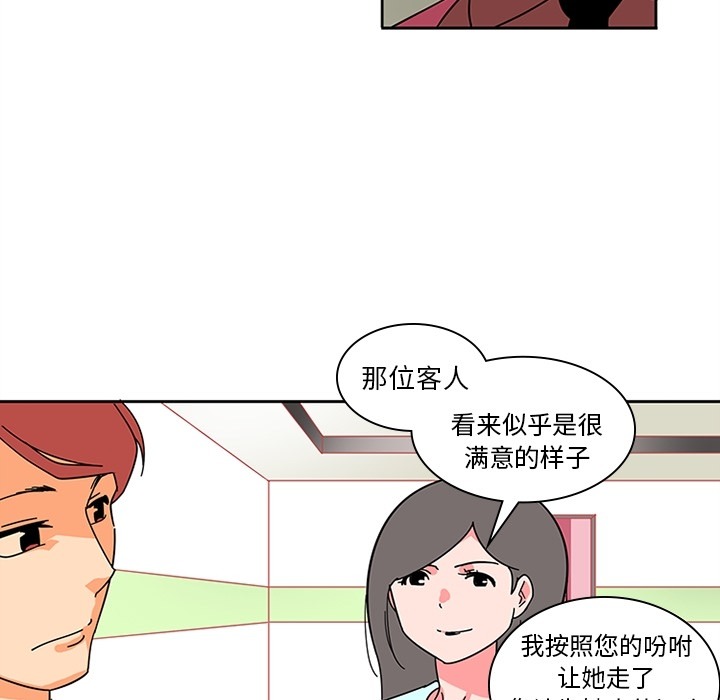 那位客人
看来似乎是很
满意的样子
我按照您的吩咐
让她走了